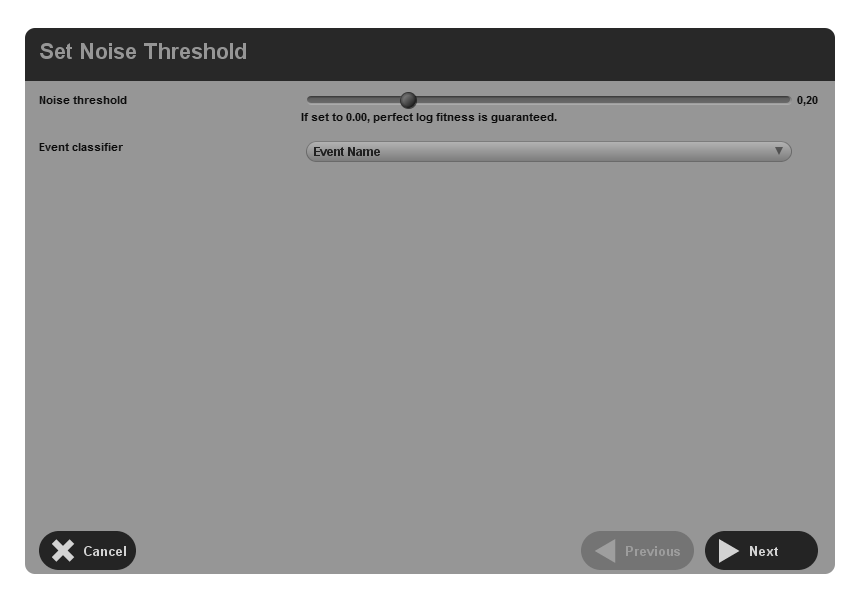 Set Noise Threshold
Noise threshold
0,20
If set to 0.00, perfect log fitness is guaranteed.
Event classifier
Event Name
Cancel
Previous
Next